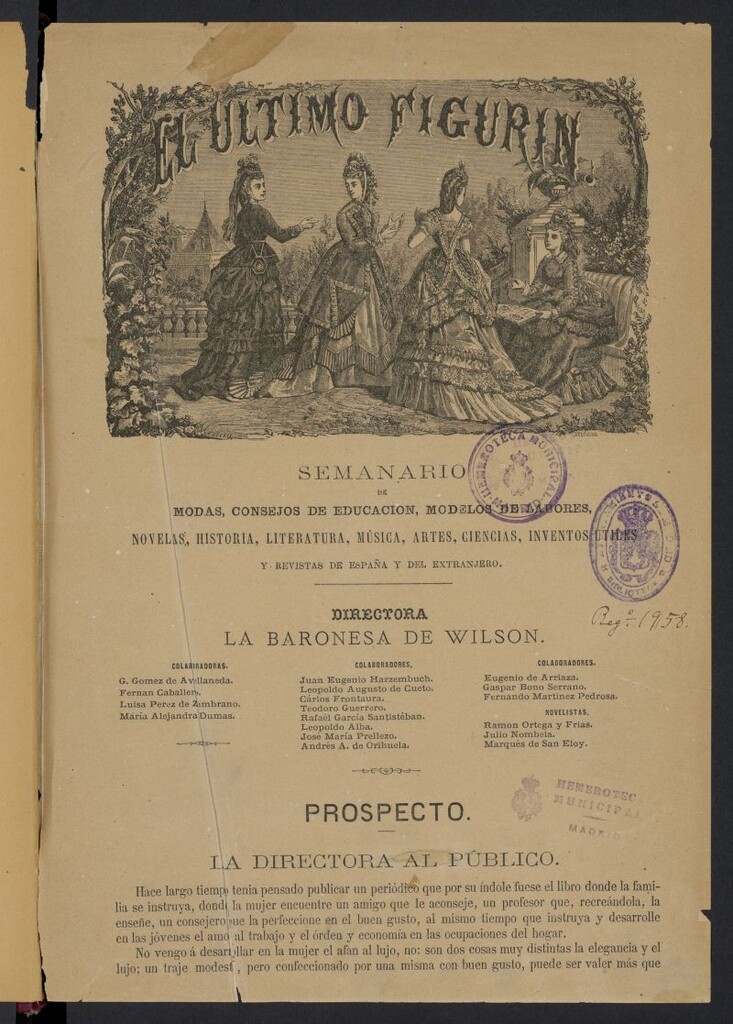 EL ULTIMO FIGURIN
SEMANARIO
DE
MODAS, CONSEJOS DE EDUCACION, MODELOS DE LABORES,
NOVELAS, HISTORIA, LITERATURA, MÚSICA, ARTES, CIENCIAS, INVENTOS UTILES
Y REVISTAS DE ESPAÑA Y DEL EXTRANJERO.
HEMEROTECA MUNICIPAL
MADRID
BIBLIOTECA
Regº 1958.
DIRECTORA
LA BARONESA DE WILSON.
COLABORADORAS.
G. Gomez de Avellaneda.
Fernan Caballero.
Luisa Perez de Zambrano.
María Alejandra Dumas.
COLABORADORES,
Juan Eugenio Harzembuch.
Leopoldo Augusto de Cueto.
Cárlos Frontaura.
Teodoro Guerrero.
Rafaél García Santistéban.
Leopoldo Alba.
José María Prellezo.
Andrés A. de Orihuela.
COLABORADORES.
Eugenio de Arriaza.
Gaspar Bono Serrano.
Fernando Martinez Pedrosa.
NOVELISTAS.
Ramon Ortega y Frias.
Julio Nombela.
Marqués de San Eloy.
HEMEROTEC
MUNICIPAL
MADRID
PROSPECTO.
LA DIRECTORA AL PÚBLICO.
Hace largo tiempo tenia pensado publicar un periódico que por su índole fuese el libro donde la fami-
lia se instruya, donde la mujer encuentre un amigo que le aconseje, un profesor que, recreándola, la
enseñe, un consejero que la perfeccione en el buen gusto, al mismo tiempo que instruya y desarrolle
en las jóvenes el amor al trabajo y el órden y economía en las ocupaciones del hogar.
No vengo á desarrollar en la mujer el afan al lujo, no: son dos cosas muy distintas la elegancia y el
lujo; un traje modesto, pero confeccionado por una misma con buen gusto, puede ser valer más que